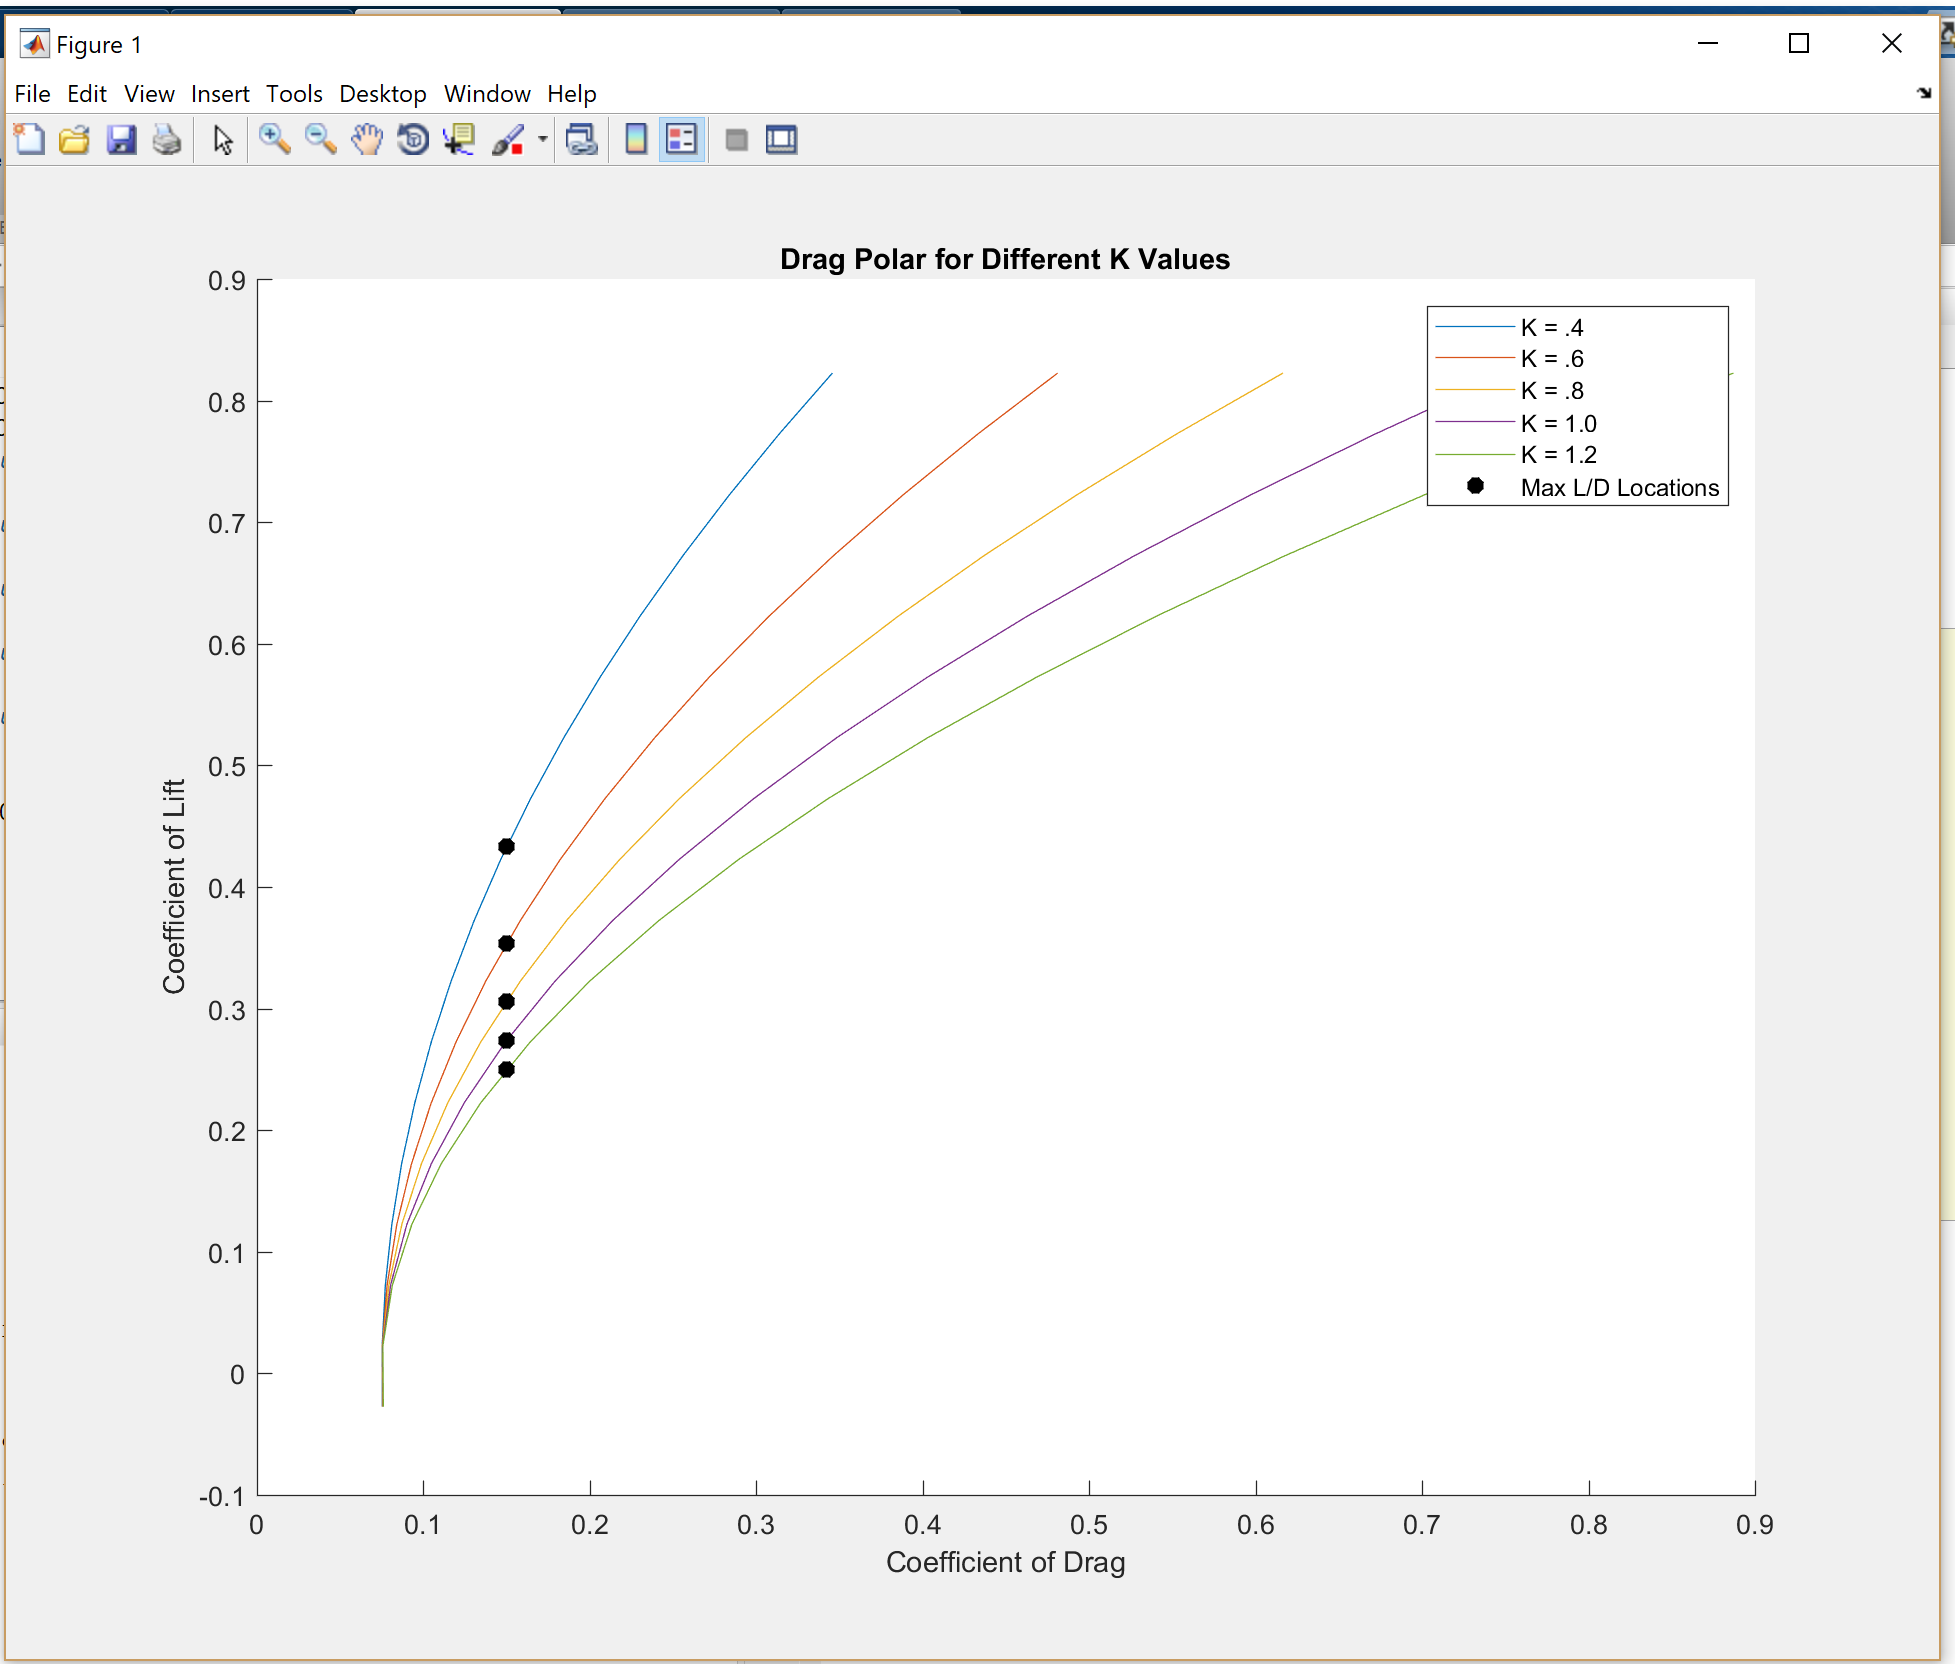 Figure 1
File Edit View Insert Tools Desktop Window Help
Drag Polar for Different K Values
0.9
0.8
0.7
0.6
0.5
0.4
0.3
0.2
0.1
0
-0.1
Coefficient of Lift
K = .4
K = .6
K = .8
K = 1.0
K = 1.2
Max L/D Locations
0 0.1 0.2 0.3 0.4 0.5 0.6 0.7 0.8 0.9
Coefficient of Drag